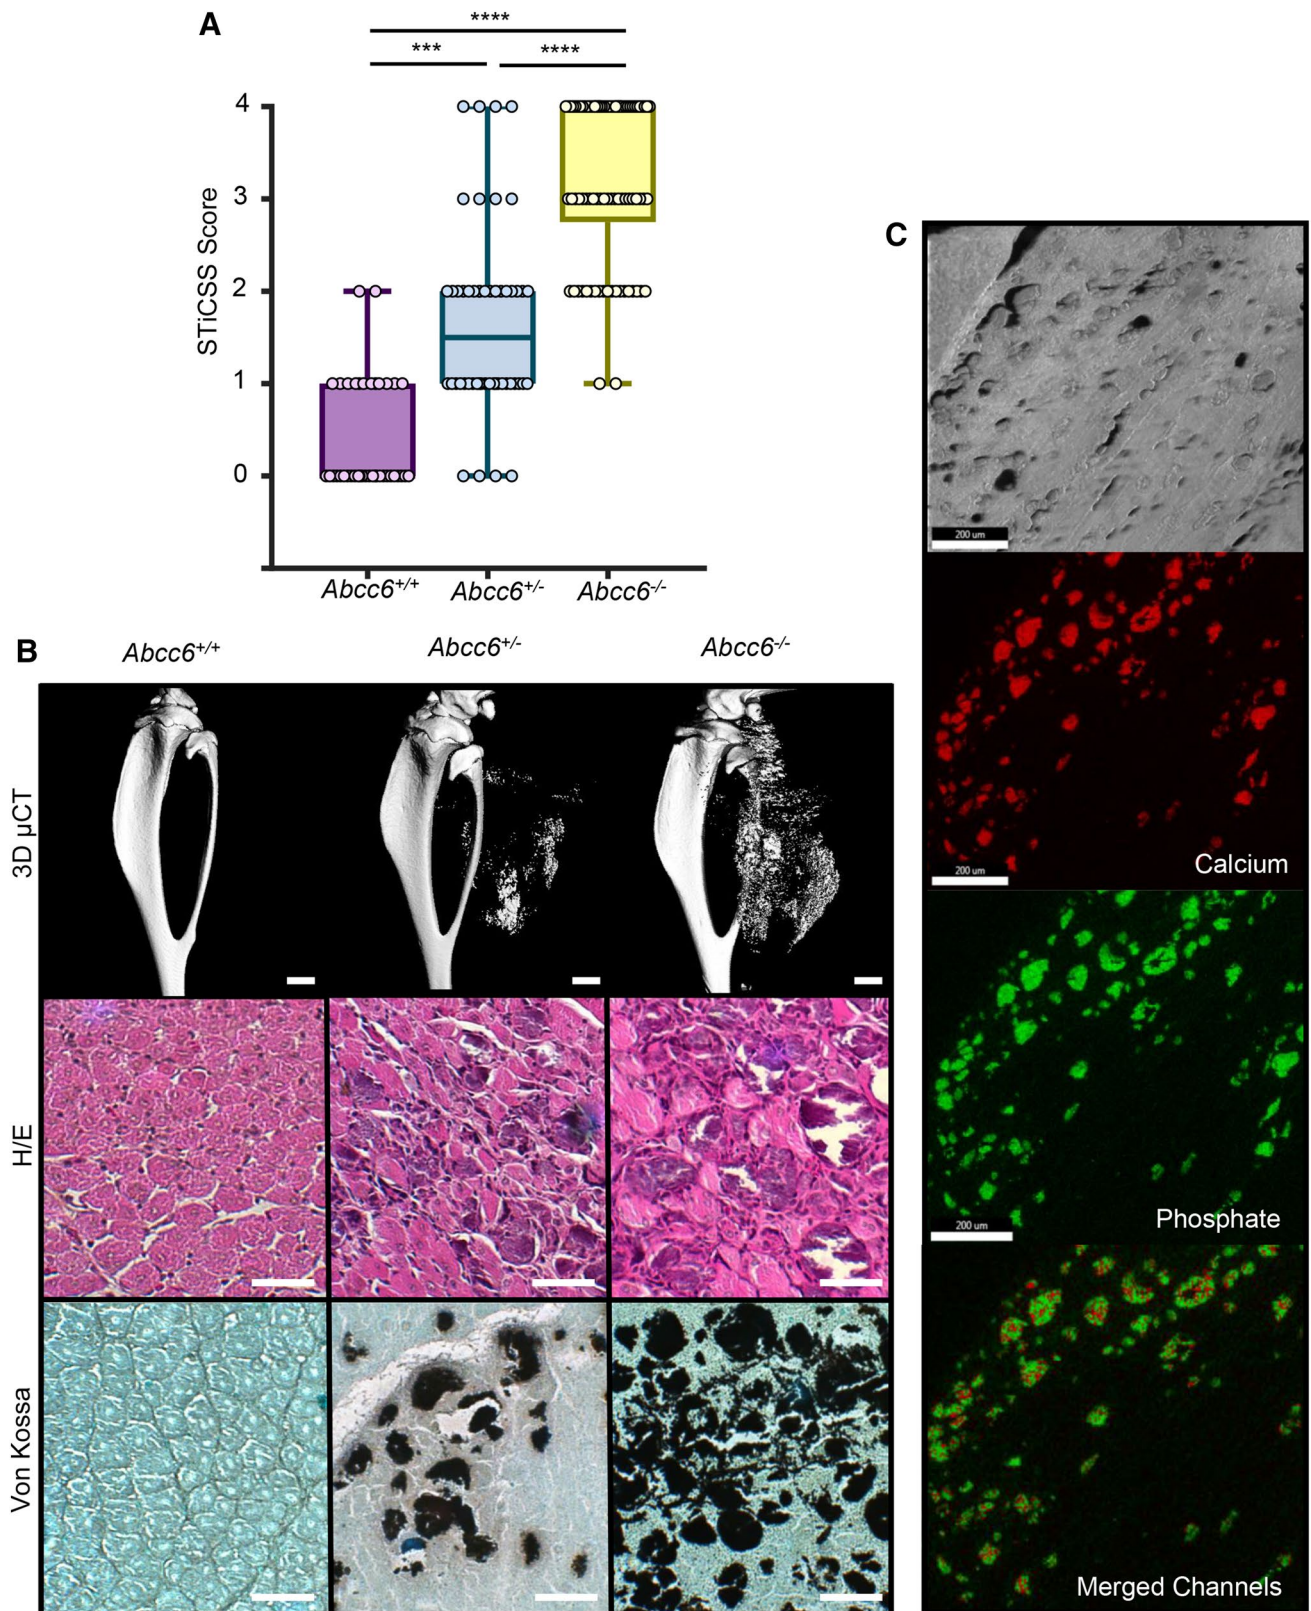 A
****
***
****
STiCSS Score
4
3
2
1
0
Abcc6+/+
Abcc6+/-
Abcc6-/-
B
Abcc6+/+
Abcc6+/-
Abcc6-/-
3D µCT
H/E
Von Kossa
C
200 um
200 um
Calcium
200 um
Phosphate
Merged Channels